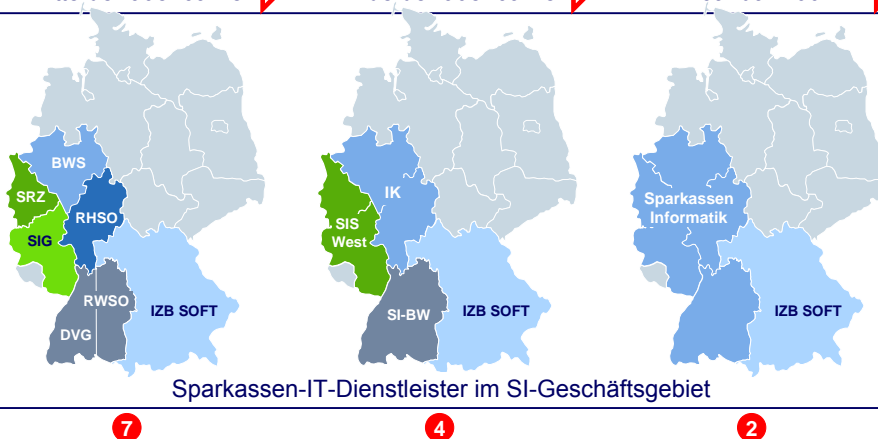 BWS
SRZ
RHSO
SIG
RWSO
DVG
IZB SOFT
IK
SIS
West
SI-BW
IZB SOFT
Sparkassen
Informatik
IZB SOFT
Sparkassen-IT-Dienstleister im SI-Geschäftsgebiet
7
4
2